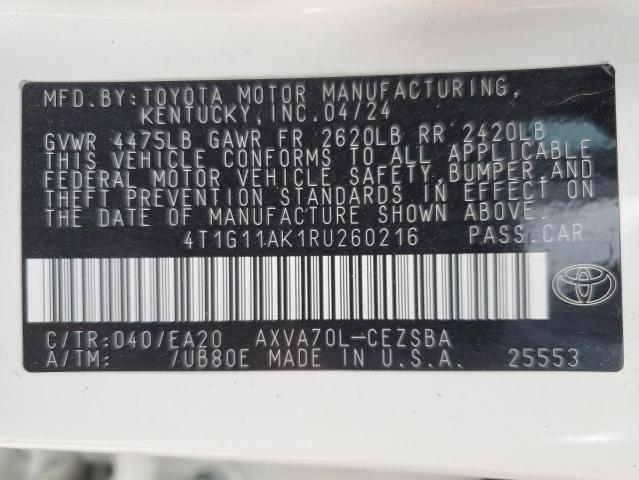 MFD. BY: TOYOTA MOTOR MANUFACTURING,
KENTUCKY, INC. 04/24
GVWR 4475LB GAWR FR 2620LB RR 2420LB
THIS VEHICLE CONFORMS TO ALL APPLICABLE
FEDERAL MOTOR VEHICLE SAFETY, BUMPER, AND
THEFT PREVENTION STANDARDS IN EFFECT ON
THE DATE OF MANUFACTURE SHOWN ABOVE.
4T1G11AK1RU260216 PASS. CAR
C/TR: 040/EA20 AXVA70L-CEZSBA
A/TM: /UB80E MADE IN U.S.A. 25553